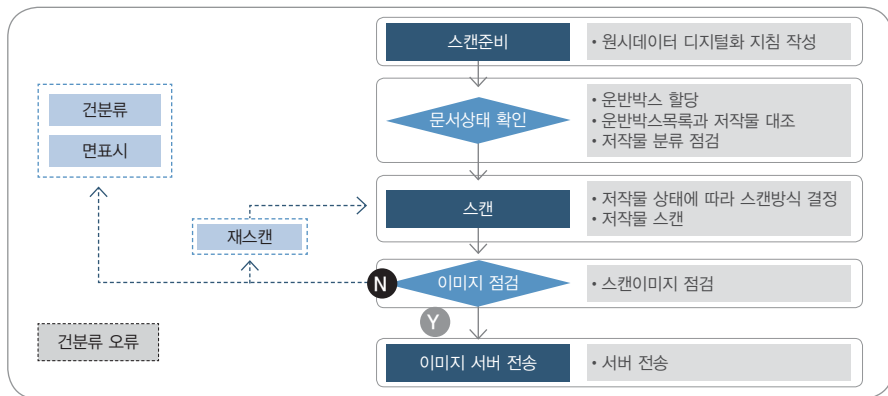 스캔준비
• 원시데이터 디지털화 지침 작성
건분류
면표시
문서상태 확인
• 운반박스 할당
• 운반박스목록과 저작물 대조
• 저작물 분류 점검
재스캔
스캔
• 저작물 상태에 따라 스캔방식 결정
• 저작물 스캔
N
이미지 점검
• 스캔이미지 점검
Y
건분류 오류
이미지 서버 전송
• 서버 전송